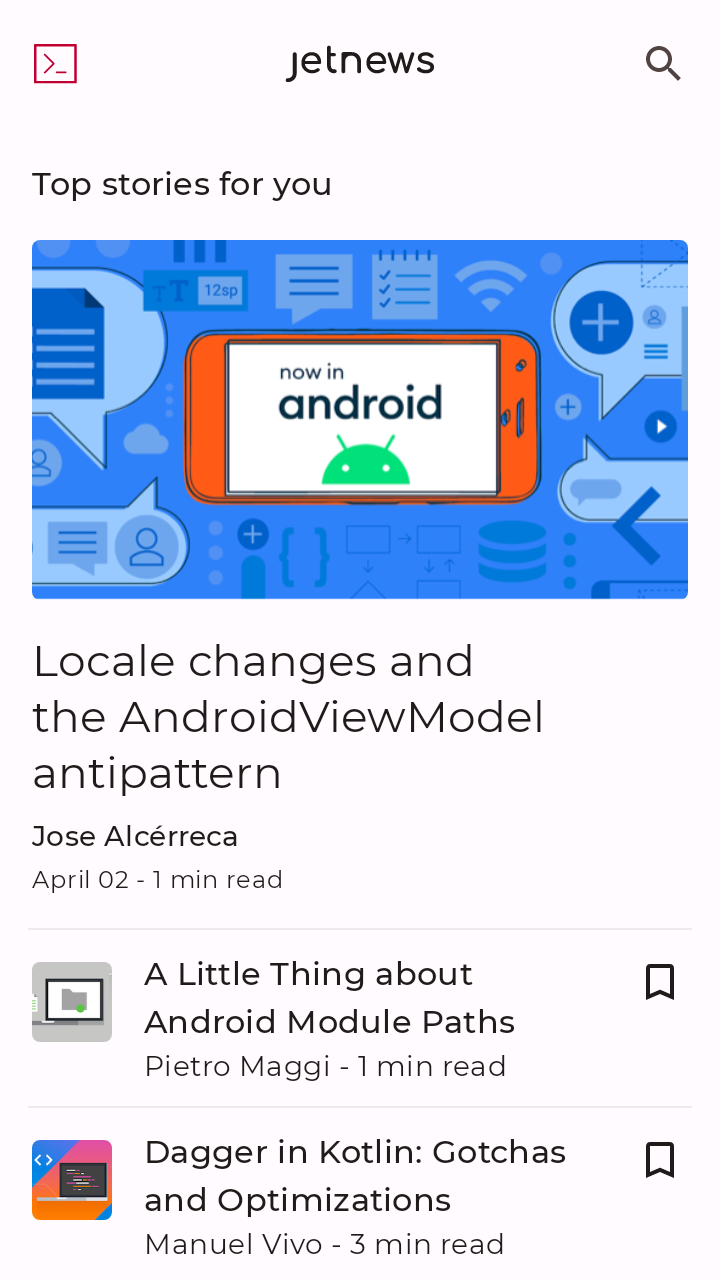 jetnews
Top stories for you
TT
12sp
now in
android
Locale changes and
the AndroidViewModel
antipattern
Jose Alcérreca
April 02 - 1 min read
A Little Thing about
Android Module Paths
Pietro Maggi - 1 min read
Dagger in Kotlin: Gotchas
and Optimizations
Manuel Vivo - 3 min read